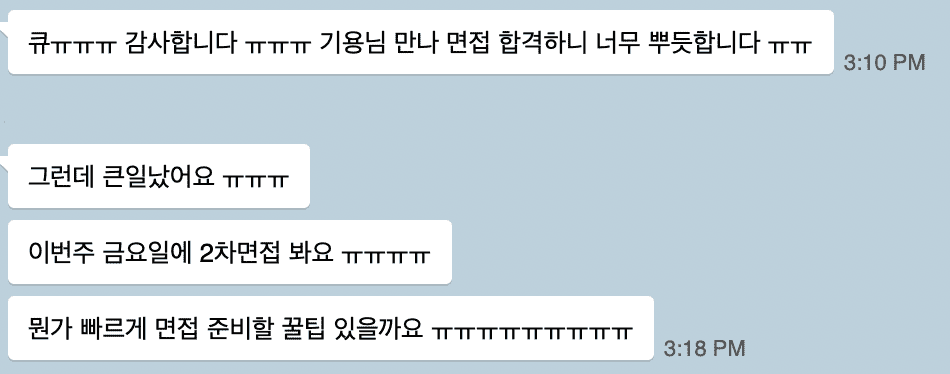 큐ㅠㅠㅠ 감사합니다 ㅠㅠㅠ 기용님 만나 면접 합격하니 너무 뿌듯합니다 ㅠㅠ
3:10 PM
그런데 큰일났어요 ㅠㅠㅠ
이번주 금요일에 2차면접 봐요 ㅠㅠㅠㅠ
뭔가 빠르게 면접 준비할 꿀팁 있을까요 ㅠㅠㅠㅠㅠㅠㅠㅠㅠ
3:18 PM